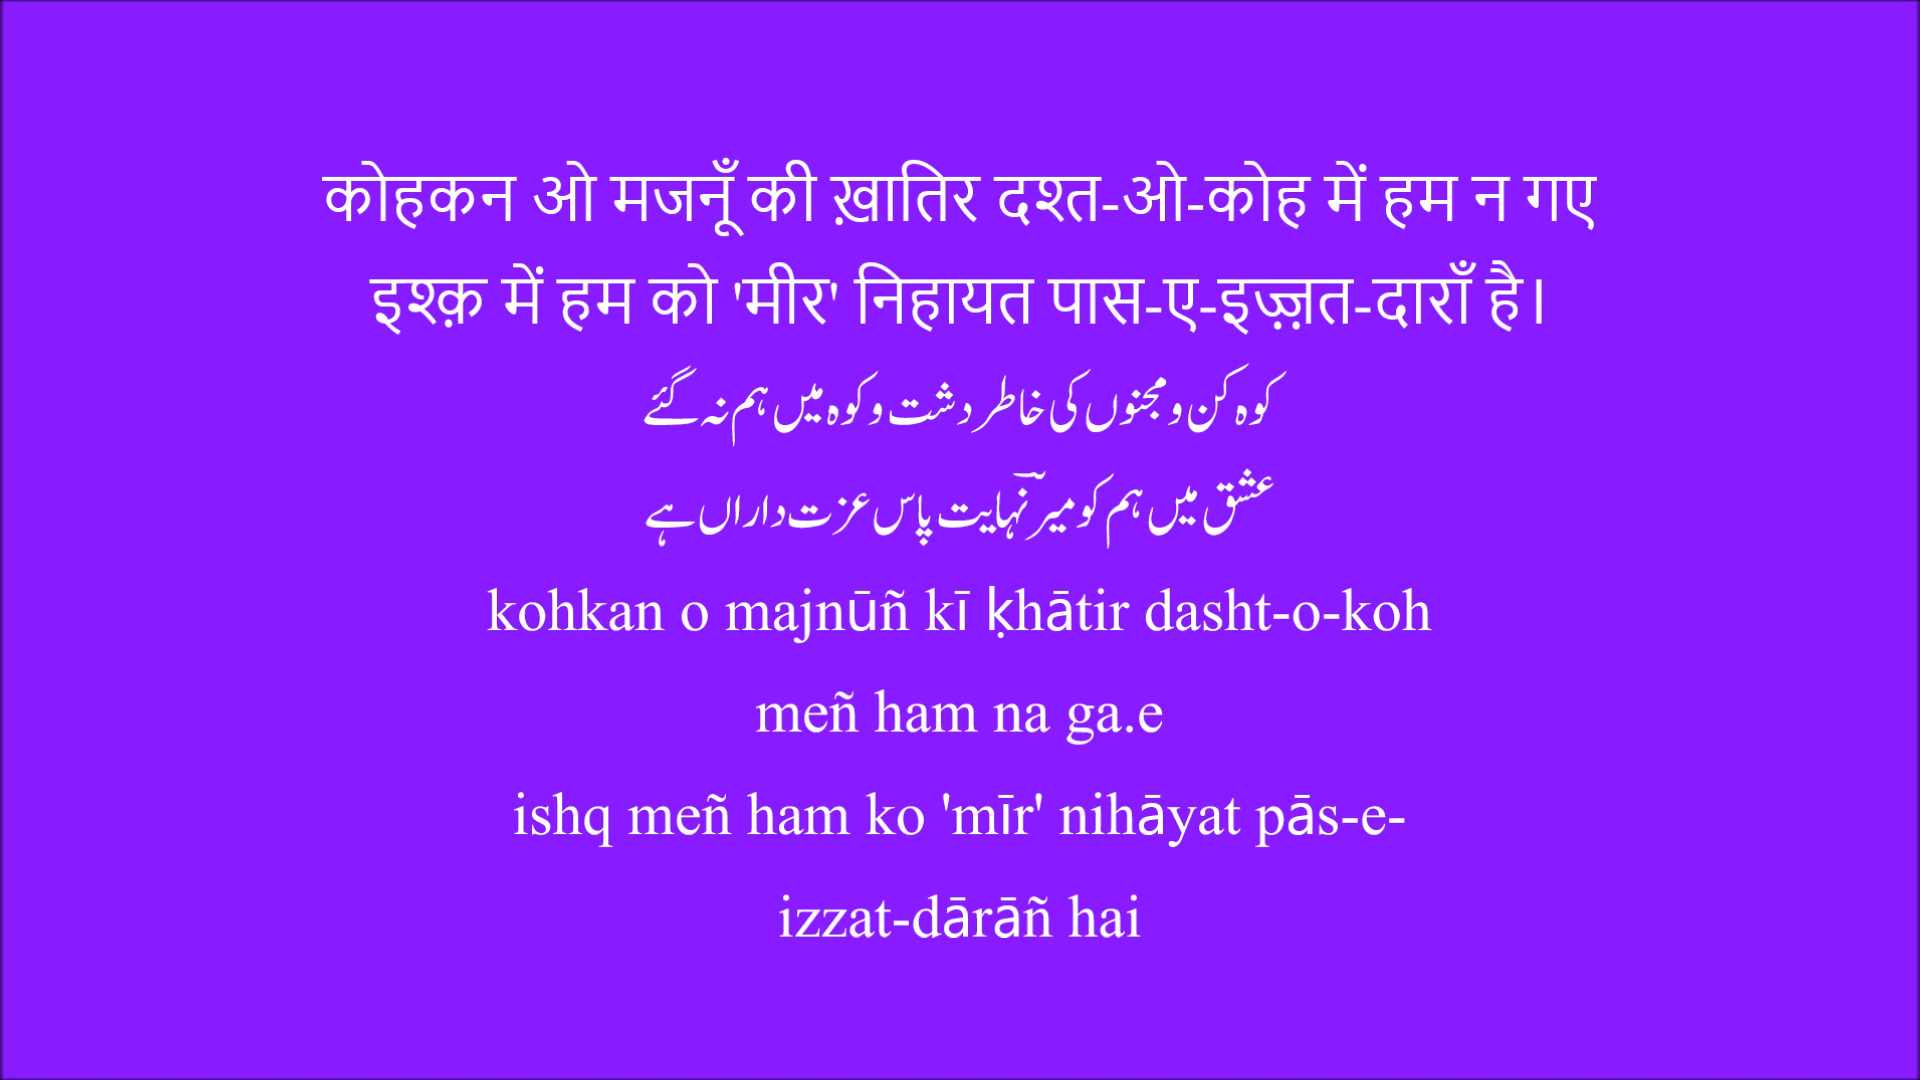 कोहकन ओ मजनूँ की ख़ातिर दश्त-ओ-कोह में हम न गए
इश्क़ में हम को 'मीर' निहायत पास-ए-इज़्ज़त-दाराँ है।
کوہ کن و مجنوں کی خاطر دشت و کوہ میں ہم نہ گئے
عشق میں ہم کو میرؔ نہایت پاس عزت داراں ہے
kohkan o majnūñ kī ḳhātir dasht-o-koh
meñ ham na ga.e
ishq meñ ham ko 'mīr' nihāyat pās-e-
izzat-dārāñ hai